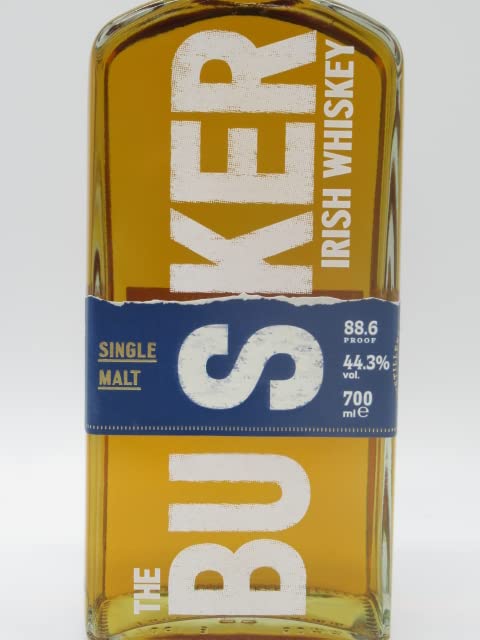 THE
BUSKER
IRISH WHISKEY
SINGLE
MALT
88.6
PROOF
44.3%
vol.
700
ml e